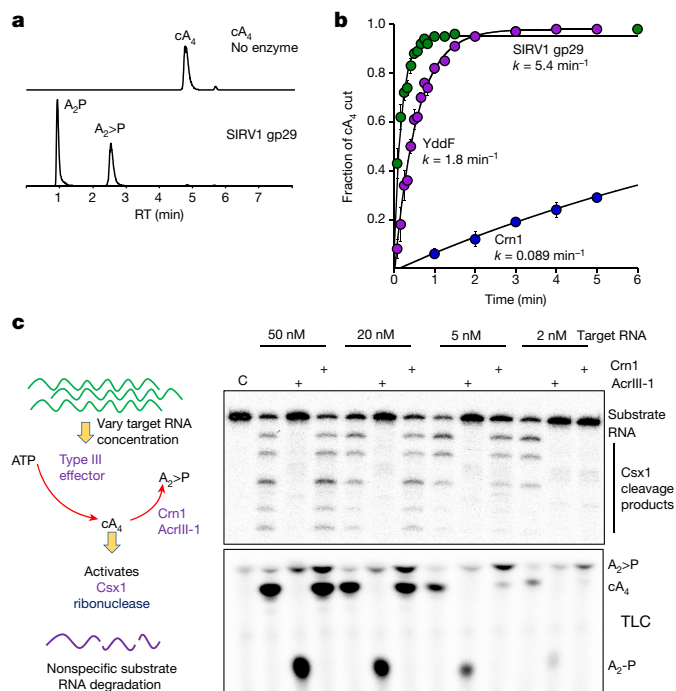 a
cA4
cA4
No enzyme
A2P
A2>P
SIRV1 gp29
1 2 3 4 5 6 7
RT (min)
b
Fraction of cA4 cut
1.0
0.8
0.6
0.4
0.2
SIRV1 gp29
k = 5.4 min–1
YddF
k = 1.8 min–1
Crn1
k = 0.089 min–1
0 1 2 3 4 5 6
Time (min)
c
Vary target RNA
concentration
ATP
Type III
effector
A2>P
Crn1
AcrIII-1
cA4
Activates
Csx1
ribonuclease
Nonspecific substrate
RNA degradation
50 nM 20 nM 5 nM 2 nM Target RNA
+ + + + Crn1
C + + + + AcrIII-1
Substrate
RNA
Csx1
cleavage
products
A2>P
cA4
TLC
A2-P